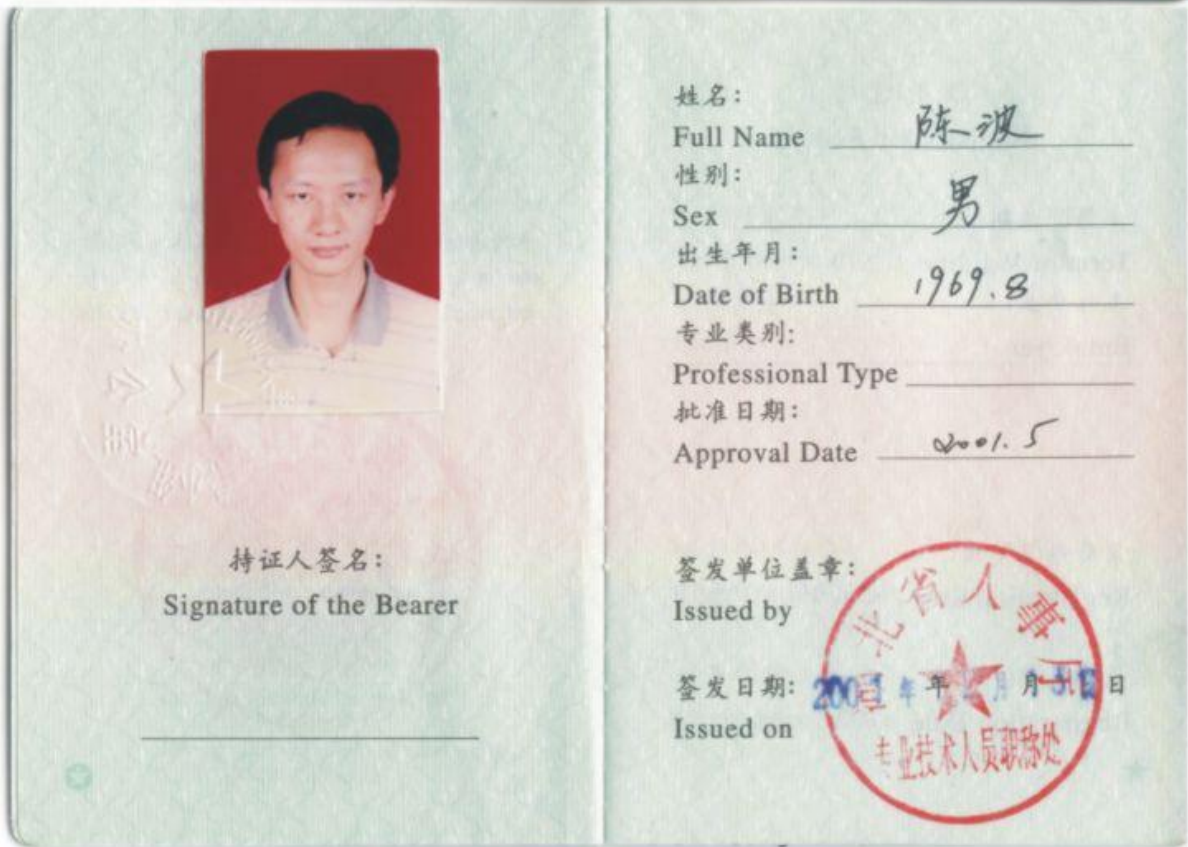 持证人签名：
Signature of the Bearer
姓名：
Full Name 陈波
性别：
Sex 男
出生年月：
Date of Birth 1969.8
专业类别：
Professional Type
批准日期：
Approval Date 2001.5
签发单位盖章：
Issued by
北省人事厅
签发日期： 年 月 日
Issued on
专业技术人员职称处